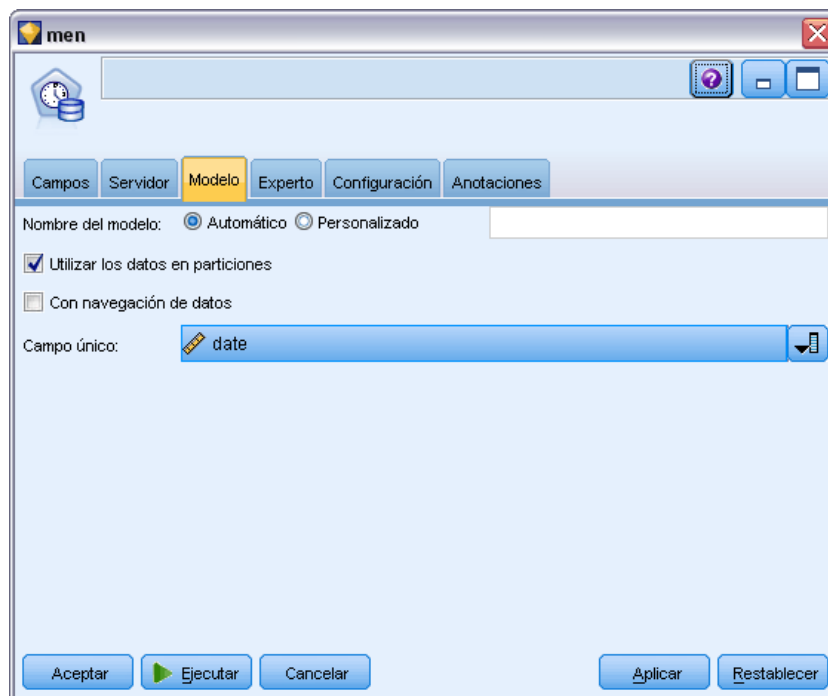 men
?
Campos Servidor Modelo Experto Configuración Anotaciones
Nombre del modelo: Automático Personalizado
Utilizar los datos en particiones
Con navegación de datos
Campo único: date
Aceptar Ejecutar Cancelar Aplicar Restablecer